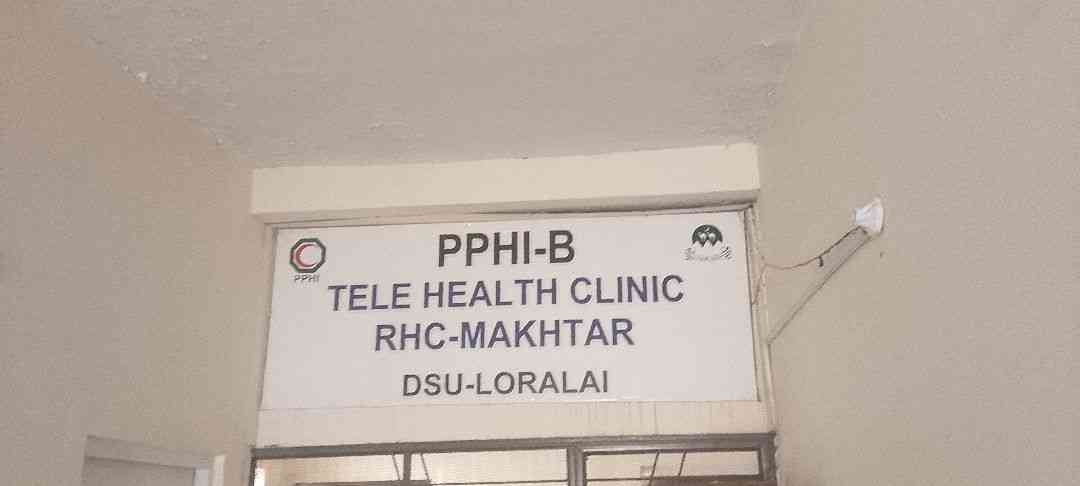 PPHI-B
PPHI
TELE HEALTH CLINIC
RHC-MAKHTAR
DSU-LORALAI